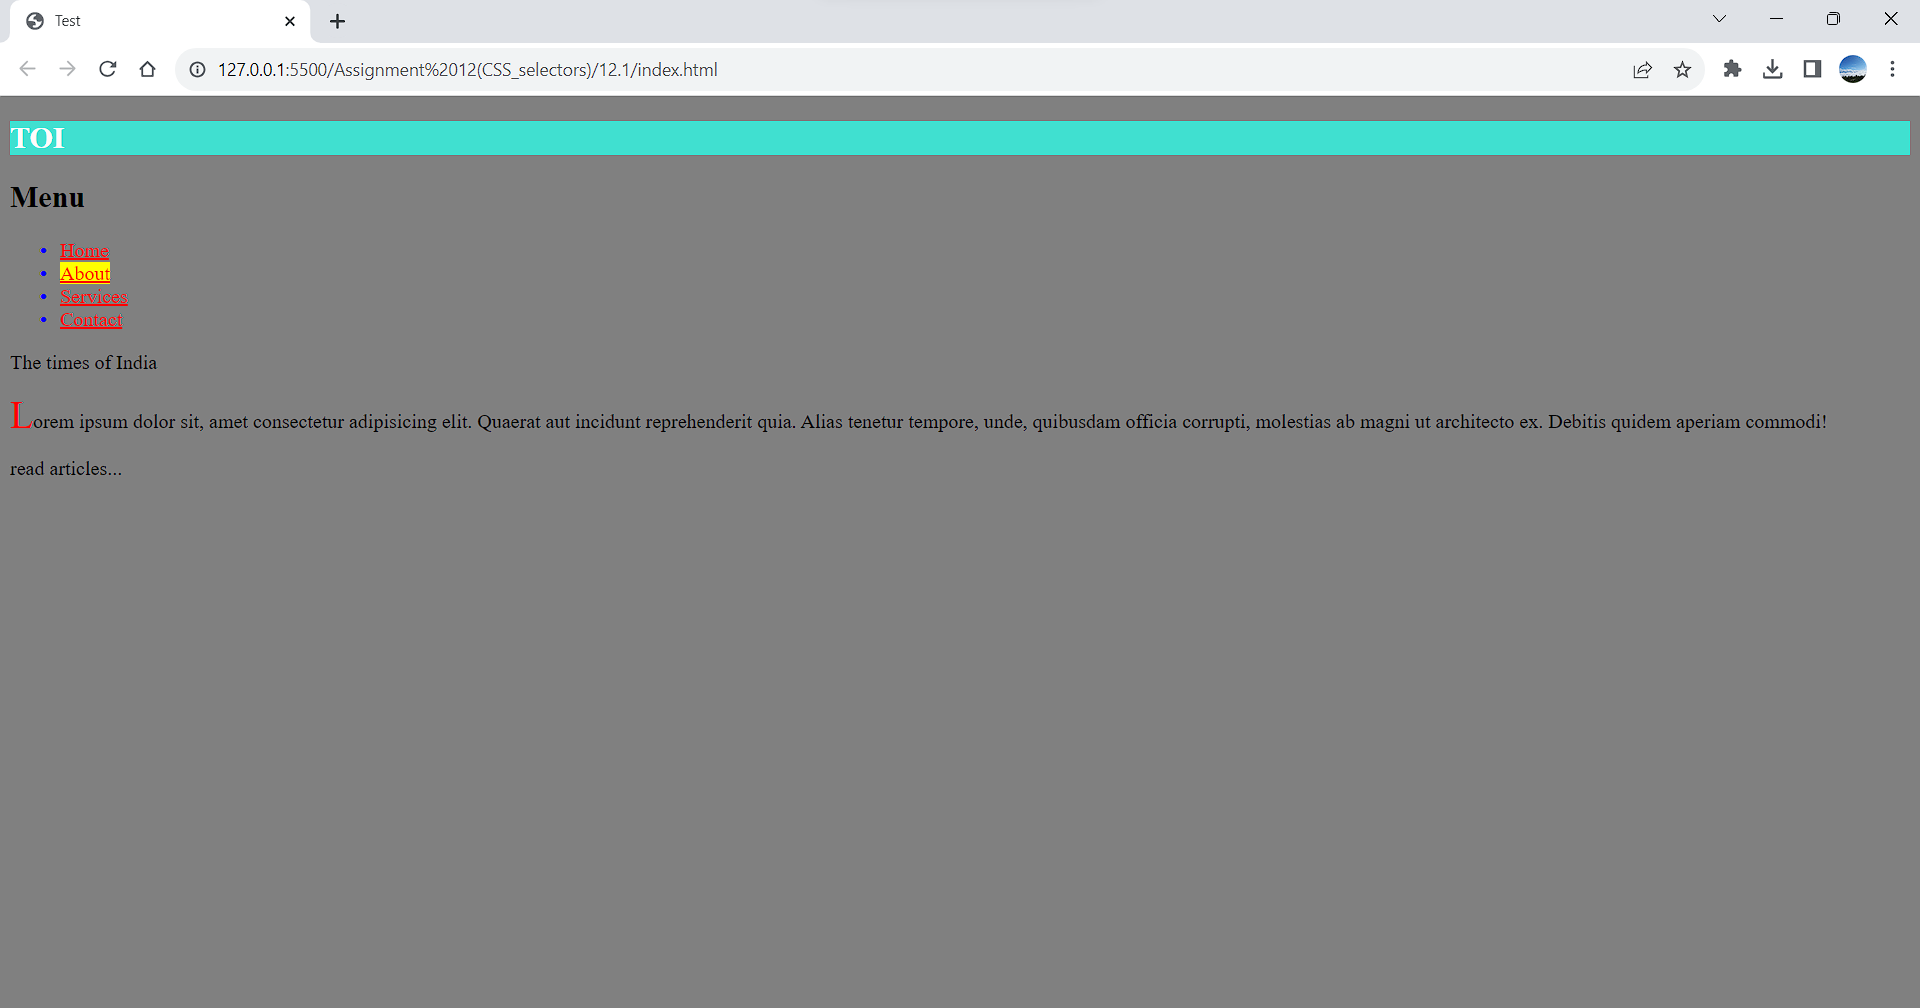 Test
127.0.0.1:5500/Assignment%2012(CSS_selectors)/12.1/index.html
TOI
Menu
Home
About
Services
Contact
The times of India
Lorem ipsum dolor sit, amet consectetur adipisicing elit. Quaerat aut incidunt reprehenderit quia. Alias tenetur tempore, unde, quibusdam officia corrupti, molestias ab magni ut architecto ex. Debitis quidem aperiam commodi!
read articles...